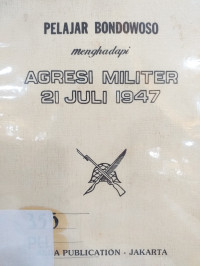 PELAJAR BONDOWOSO
menghadapi
AGRESI MILITER
21 JULI 1947
A PUBLICATION - JAKARTA